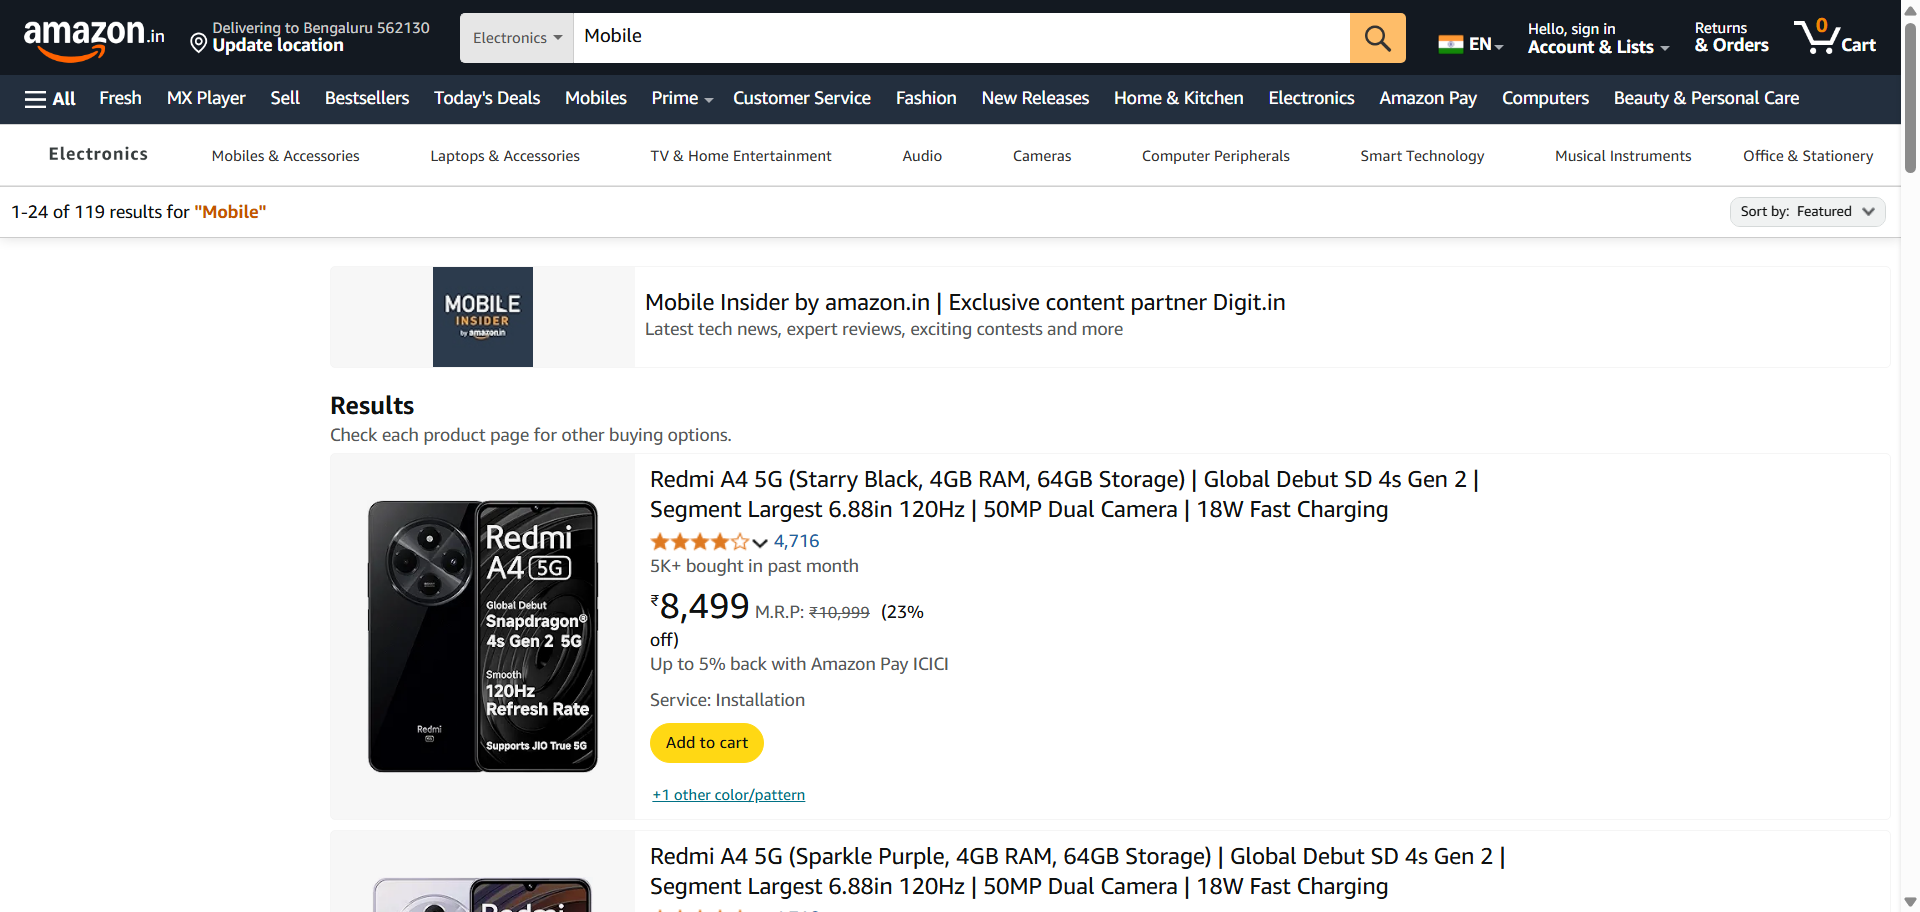 amazon.in
Delivering to Bengaluru 562130
Update location
Electronics
Mobile
EN
Hello, sign in
Account & Lists
Returns
& Orders
0
Cart
All
Fresh
MX Player
Sell
Bestsellers
Today's Deals
Mobiles
Prime
Customer Service
Fashion
New Releases
Home & Kitchen
Electronics
Amazon Pay
Computers
Beauty & Personal Care
Electronics
Mobiles & Accessories
Laptops & Accessories
TV & Home Entertainment
Audio
Cameras
Computer Peripherals
Smart Technology
Musical Instruments
Office & Stationery
1-24 of 119 results for "Mobile"
Sort by: Featured
MOBILE
INSIDER
by amazon.in
Mobile Insider by amazon.in | Exclusive content partner Digit.in
Latest tech news, expert reviews, exciting contests and more
Results
Check each product page for other buying options.
Redmi
A4 5G
Global Debut
Snapdragon®
4s Gen 2 5G
Smooth
120Hz
Refresh Rate
Supports JIO True 5G
Redmi
5G
Redmi A4 5G (Starry Black, 4GB RAM, 64GB Storage) | Global Debut SD 4s Gen 2 |
Segment Largest 6.88in 120Hz | 50MP Dual Camera | 18W Fast Charging
4,716
5K+ bought in past month
₹8,499 M.R.P: ₹10,999 (23%
off)
Up to 5% back with Amazon Pay ICICI
Service: Installation
Add to cart
+1 other color/pattern
Redmi
Redmi A4 5G (Sparkle Purple, 4GB RAM, 64GB Storage) | Global Debut SD 4s Gen 2 |
Segment Largest 6.88in 120Hz | 50MP Dual Camera | 18W Fast Charging